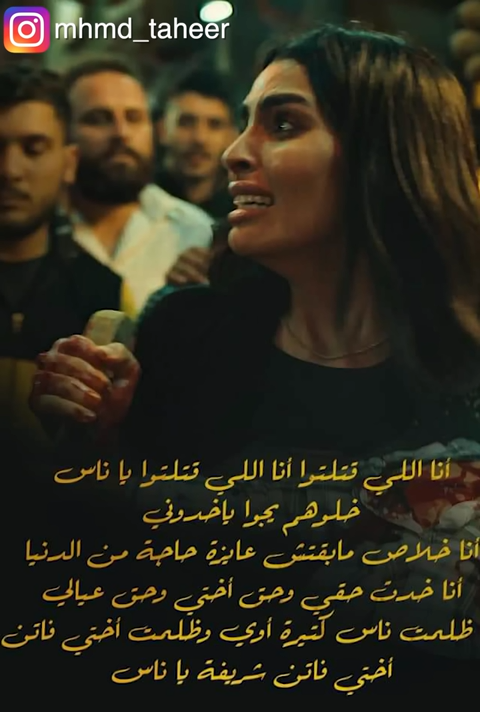 mhmd_taheer
أنا اللي قتلتوا أنا اللي قتلتوا يا ناس
خلوهم يجوا ياخدوني
أنا خلاص مابقتش عايزة حاجة من الدنيا
أنا خدت حقي وحق أختي وحق عيالي
ظلمت ناس كتيرة أوي وظلمت أختي فاتن
أختي فاتن شريفة يا ناس